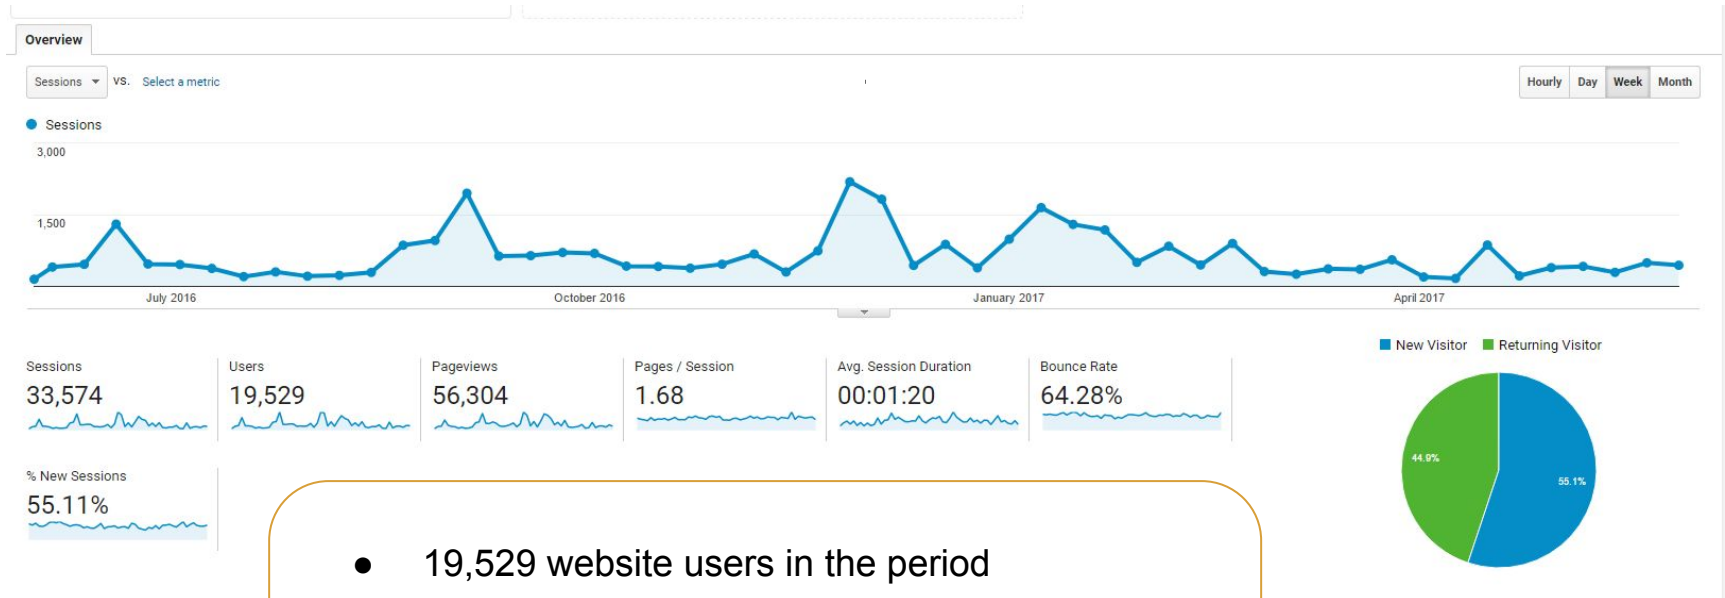 Overview
Sessions VS. Select a metric
Hourly Day Week Month
Sessions
3,000
1,500
July 2016 October 2016 January 2017 April 2017
New Visitor Returning Visitor
Sessions Users Pageviews Pages / Session Avg. Session Duration Bounce Rate
33,574 19,529 56,304 1.68 00:01:20 64.28%
44.9%
55.1%
% New Sessions
55.11%
● 19,529 website users in the period